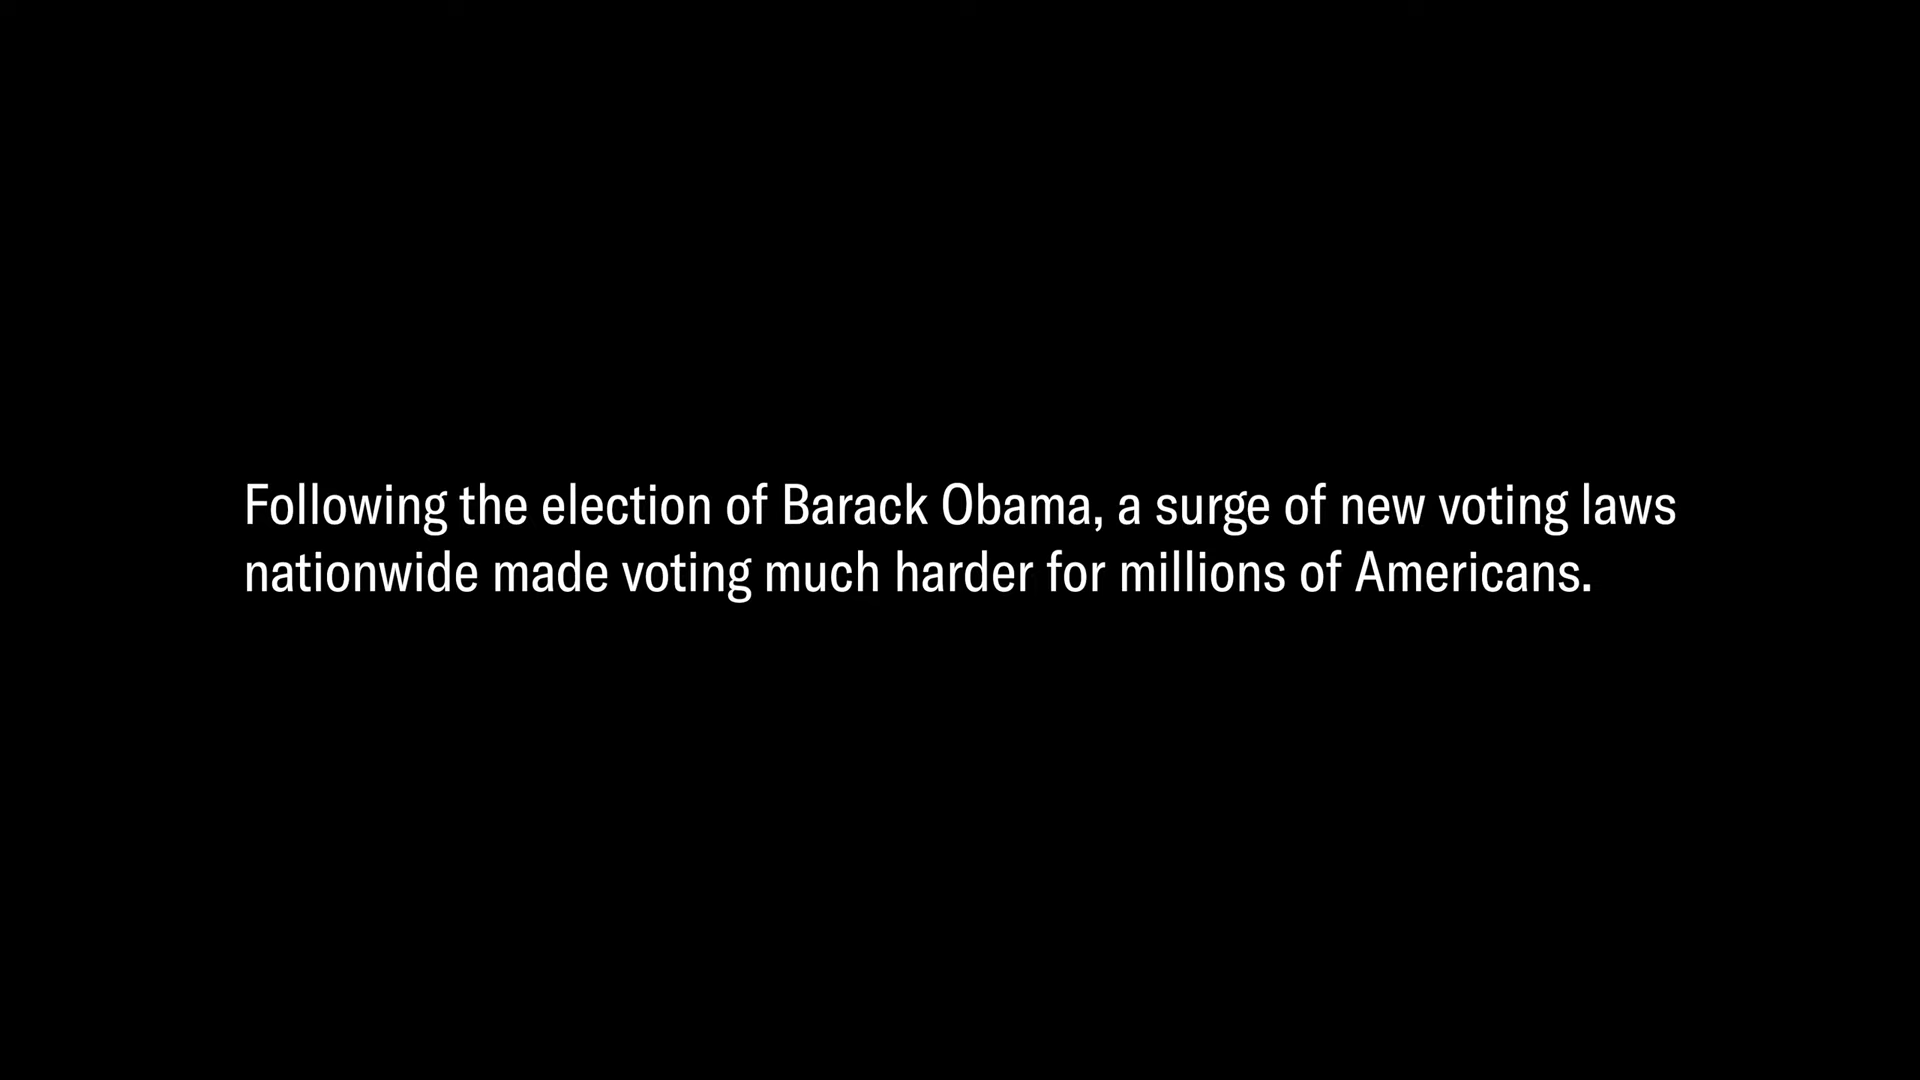 Following the election of Barack Obama, a surge of new voting laws
nationwide made voting much harder for millions of Americans.